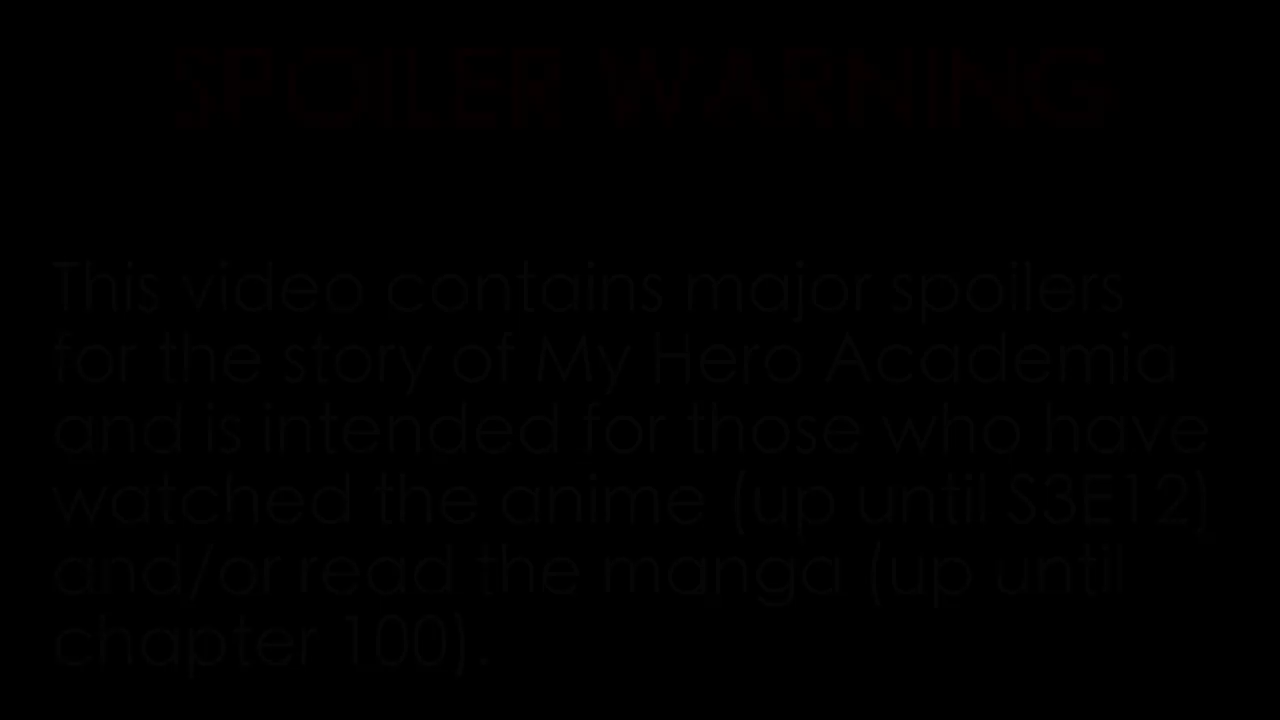 SPOILER WARNING
This video contains major spoilers
for the story of My Hero Academia
and is intended for those who have
watched the anime (up until S3E12)
and/or read the manga (up until
chapter 100).